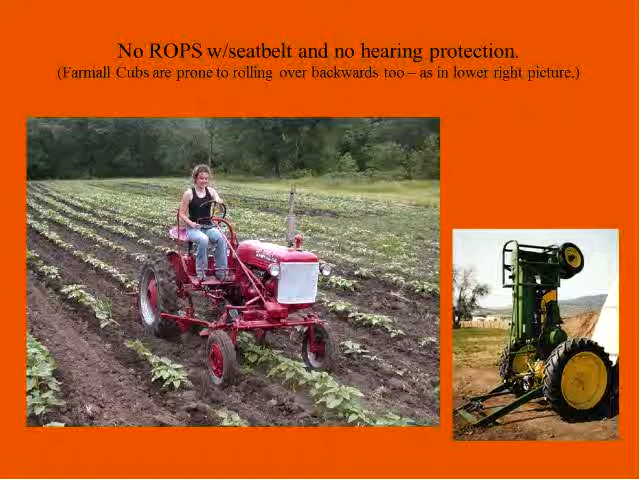 No ROPS w/seatbelt and no hearing protection.
(Farmall Cubs are prone to rolling over backwards too – as in lower right picture.)